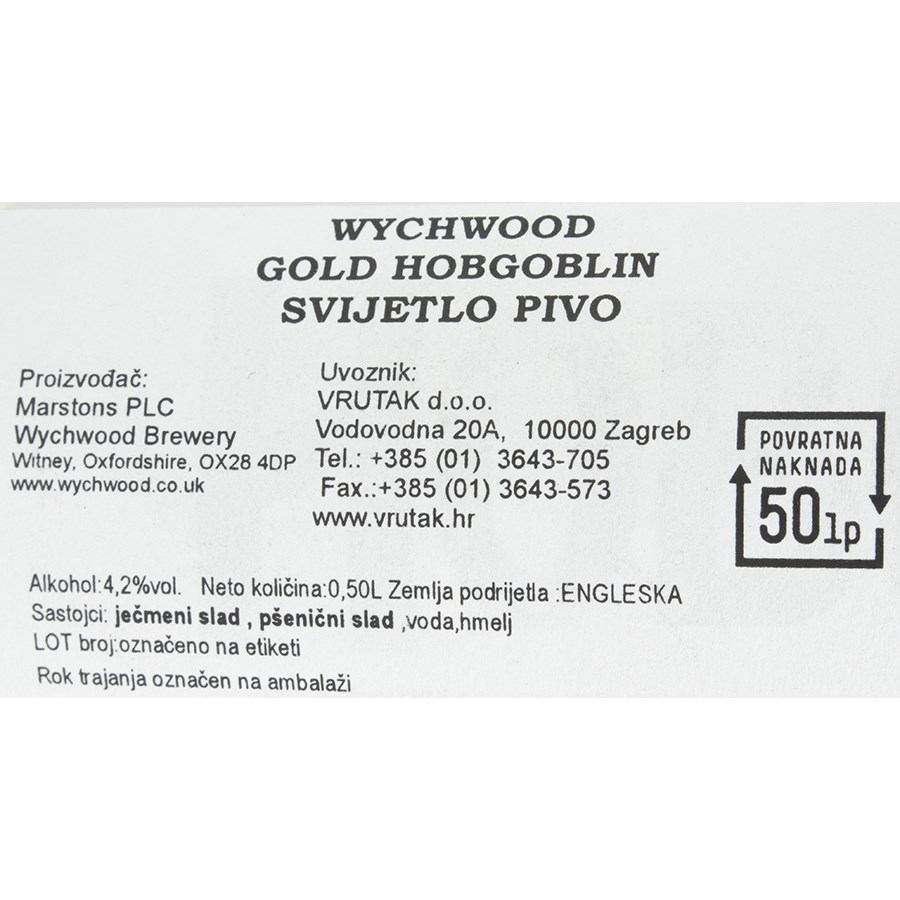 WYCHWOOD
GOLD HOBGOBLIN
SVIJETLO PIVO
Proizvođač:
Marstons PLC
Wychwood Brewery
Witney, Oxfordshire, OX28 4DP
www.wychwood.co.uk
Uvoznik:
VRUTAK d.o.o.
Vodovodna 20A, 10000 Zagreb
Tel.: +385 (01) 3643-705
Fax.:+385 (01) 3643-573
www.vrutak.hr
POVRATNA
NAKNADA
50lp
Alkohol:4,2%vol. Neto količina:0,50L Zemlja podrijetla :ENGLESKA
Sastojci: ječmeni slad , pšenični slad ,voda,hmelj
LOT broj:označeno na etiketi
Rok trajanja označen na ambalaži